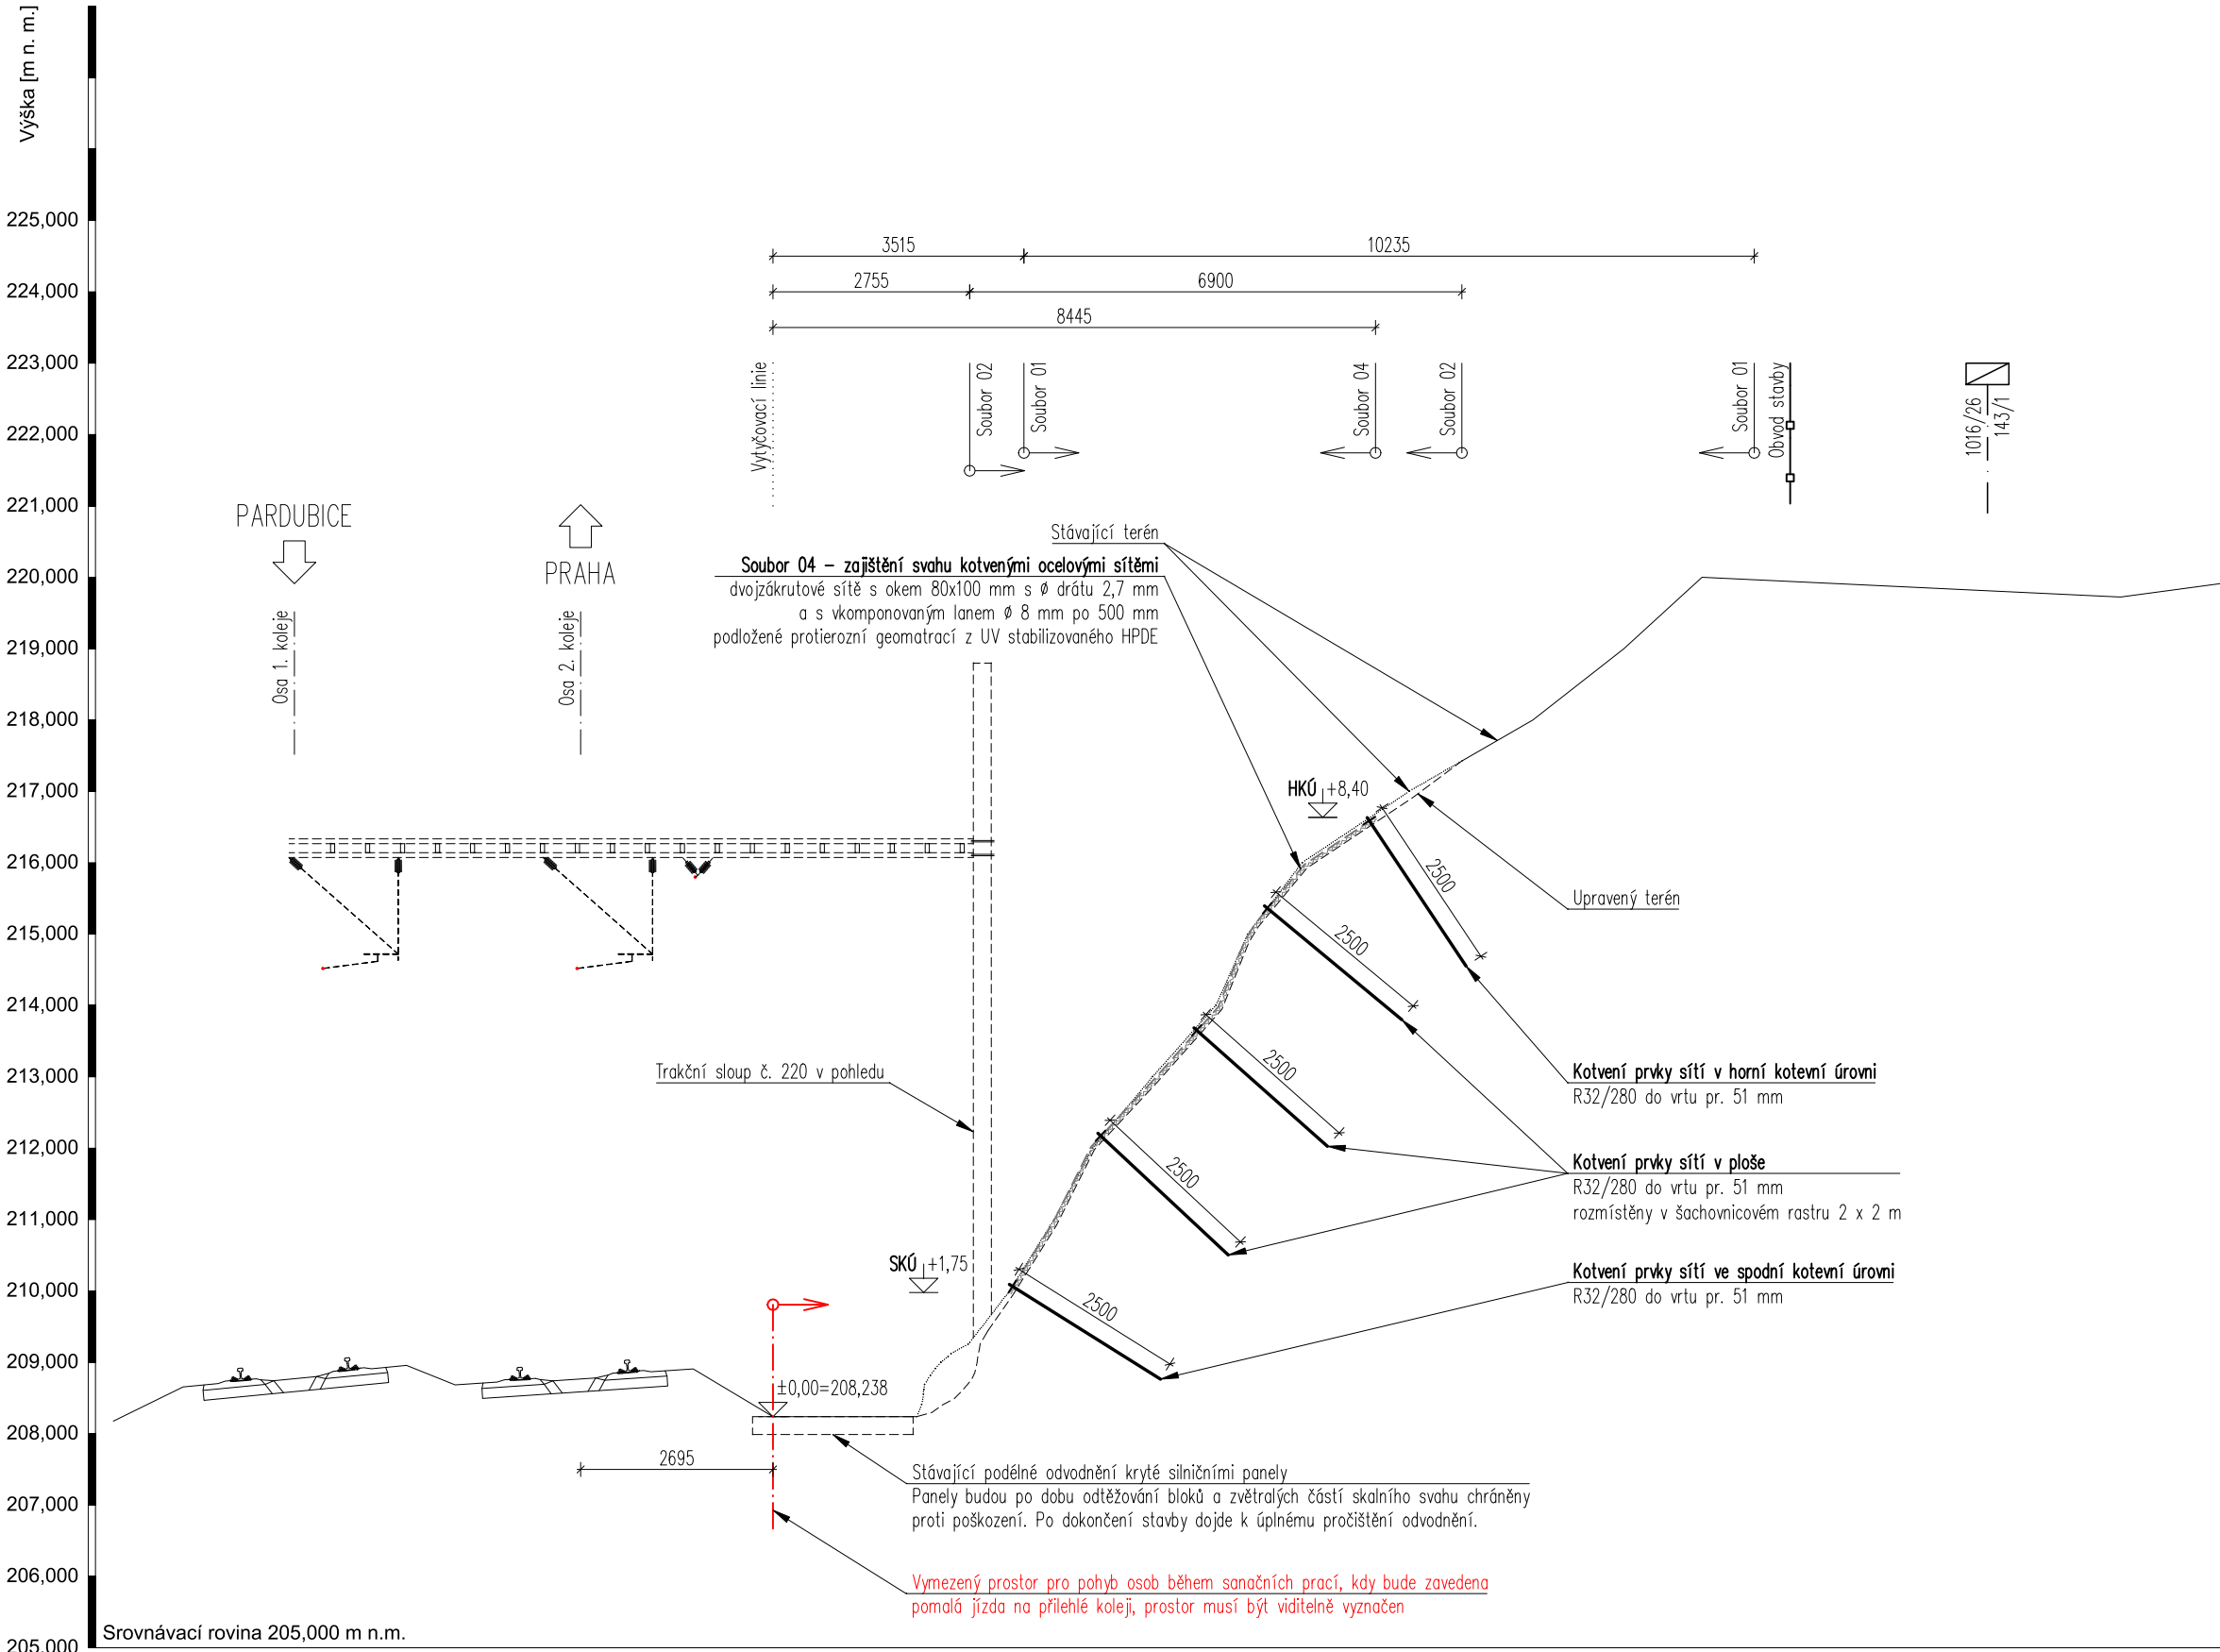 Výška [m n. m.]
225,000
224,000
223,000
222,000
221,000
220,000
219,000
218,000
217,000
216,000
215,000
214,000
213,000
212,000
211,000
210,000
209,000
208,000
207,000
206,000
205,000
Srovnávací rovina 205,000 m n.m.
3515
10235
2755
6900
8445
Vytyčovací linie
Soubor 02
Soubor 01
Soubor 04
Soubor 02
Soubor 01
Obvod stavby
1016/26
143/1
PARDUBICE
PRAHA
Osa 1. koleje
Osa 2. koleje
Stávající terén
Soubor 04 – zajištění svahu kotvenými ocelovými sítěmi
dvojzákrutové sítě s okem 80x100 mm s ø drátu 2,7 mm
a s vkomponovaným lanem ø 8 mm po 500 mm
podložené protierozní geomatrací z UV stabilizovaného HPDE
HKÚ +8,40
2500
Upravený terén
2500
2500
2500
2500
Trakční sloup č. 220 v pohledu
Kotvení prvky sítí v horní kotevní úrovni
R32/280 do vrtu pr. 51 mm
Kotvení prvky sítí v ploše
R32/280 do vrtu pr. 51 mm
rozmístěny v šachovnicovém rastru 2 x 2 m
Kotvení prvky sítí ve spodní kotevní úrovni
R32/280 do vrtu pr. 51 mm
SKÚ +1,75
±0,00=208,238
2695
Stávající podélné odvodnění kryté silničními panely
Panely budou po dobu odtěžování bloků a zvětralých částí skalního svahu chráněny
proti poškození. Po dokončení stavby dojde k úplnému pročištění odvodnění.
Vymezený prostor pro pohyb osob během sanačních prací, kdy bude zavedena
pomalá jízda na přilehlé koleji, prostor musí být viditelně vyznačen